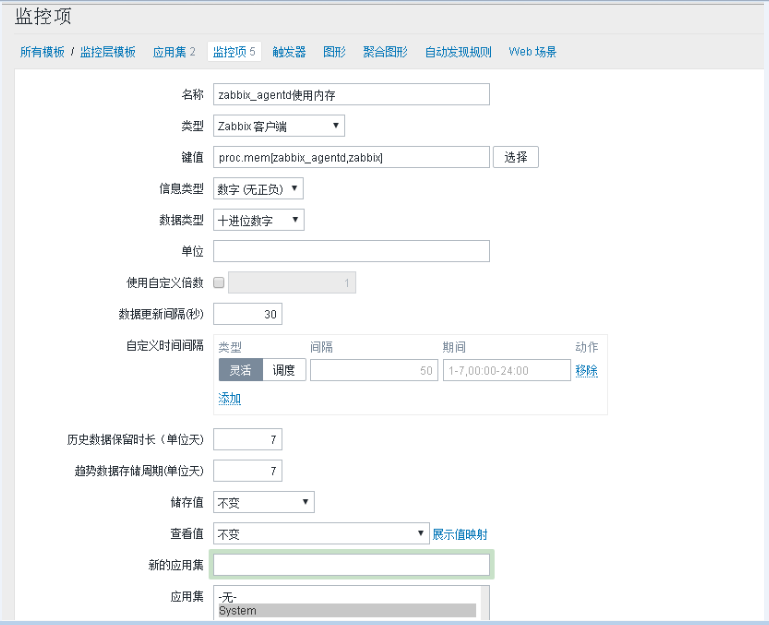 监控项
所有模板 / 监控层模板 应用集 2 监控项 5 触发器 图形 聚合图形 自动发现规则 Web 场景
名称 zabbix_agentd使用内存
类型 Zabbix 客户端
键值 proc.mem[zabbix_agentd,zabbix] 选择
信息类型 数字 (无正负)
数据类型 十进位数字
单位
使用自定义倍数 1
数据更新间隔(秒) 30
自定义时间间隔 类型 间隔 期间 动作
灵活 调度 50 1-7,00:00-24:00 移除
添加
历史数据保留时长（单位天） 7
趋势数据存储周期(单位天) 7
储存值 不变
查看值 不变 展示值映射
新的应用集
应用集 -无-
System